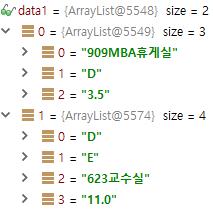 data1 = {ArrayList@5548} size = 2
0 = {ArrayList@5549} size = 3
0 = "909MBA휴게실"
1 = "D"
2 = "3.5"
1 = {ArrayList@5574} size = 4
0 = "D"
1 = "E"
2 = "623교수실"
3 = "11.0"